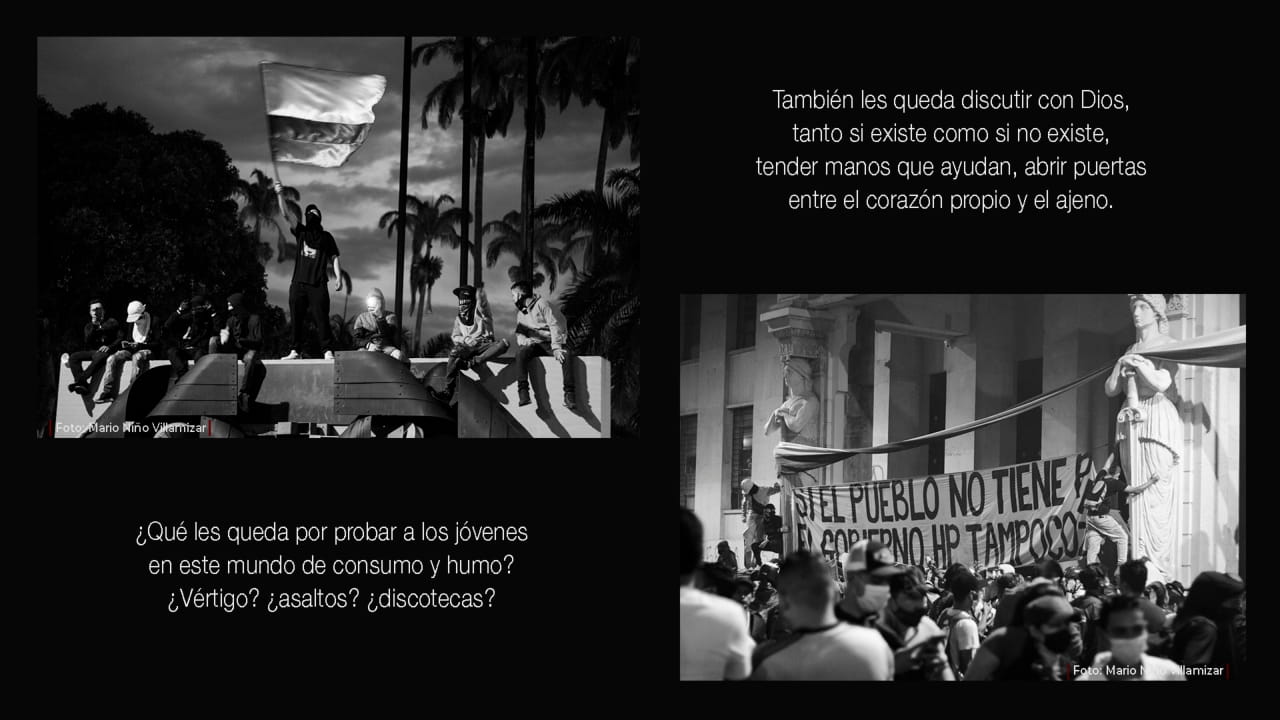 Foto: Mario Niño Villamizar
¿Qué les queda por probar a los jóvenes
en este mundo de consumo y humo?
¿Vértigo? ¿asaltos? ¿discotecas?
También les queda discutir con Dios,
tanto si existe como si no existe,
tender manos que ayudan, abrir puertas
entre el corazón propio y el ajeno.
SI EL PUEBLO NO TIENE
EL GOBIERNO HP TAMPOCO
Foto: Mario Niño Villamizar